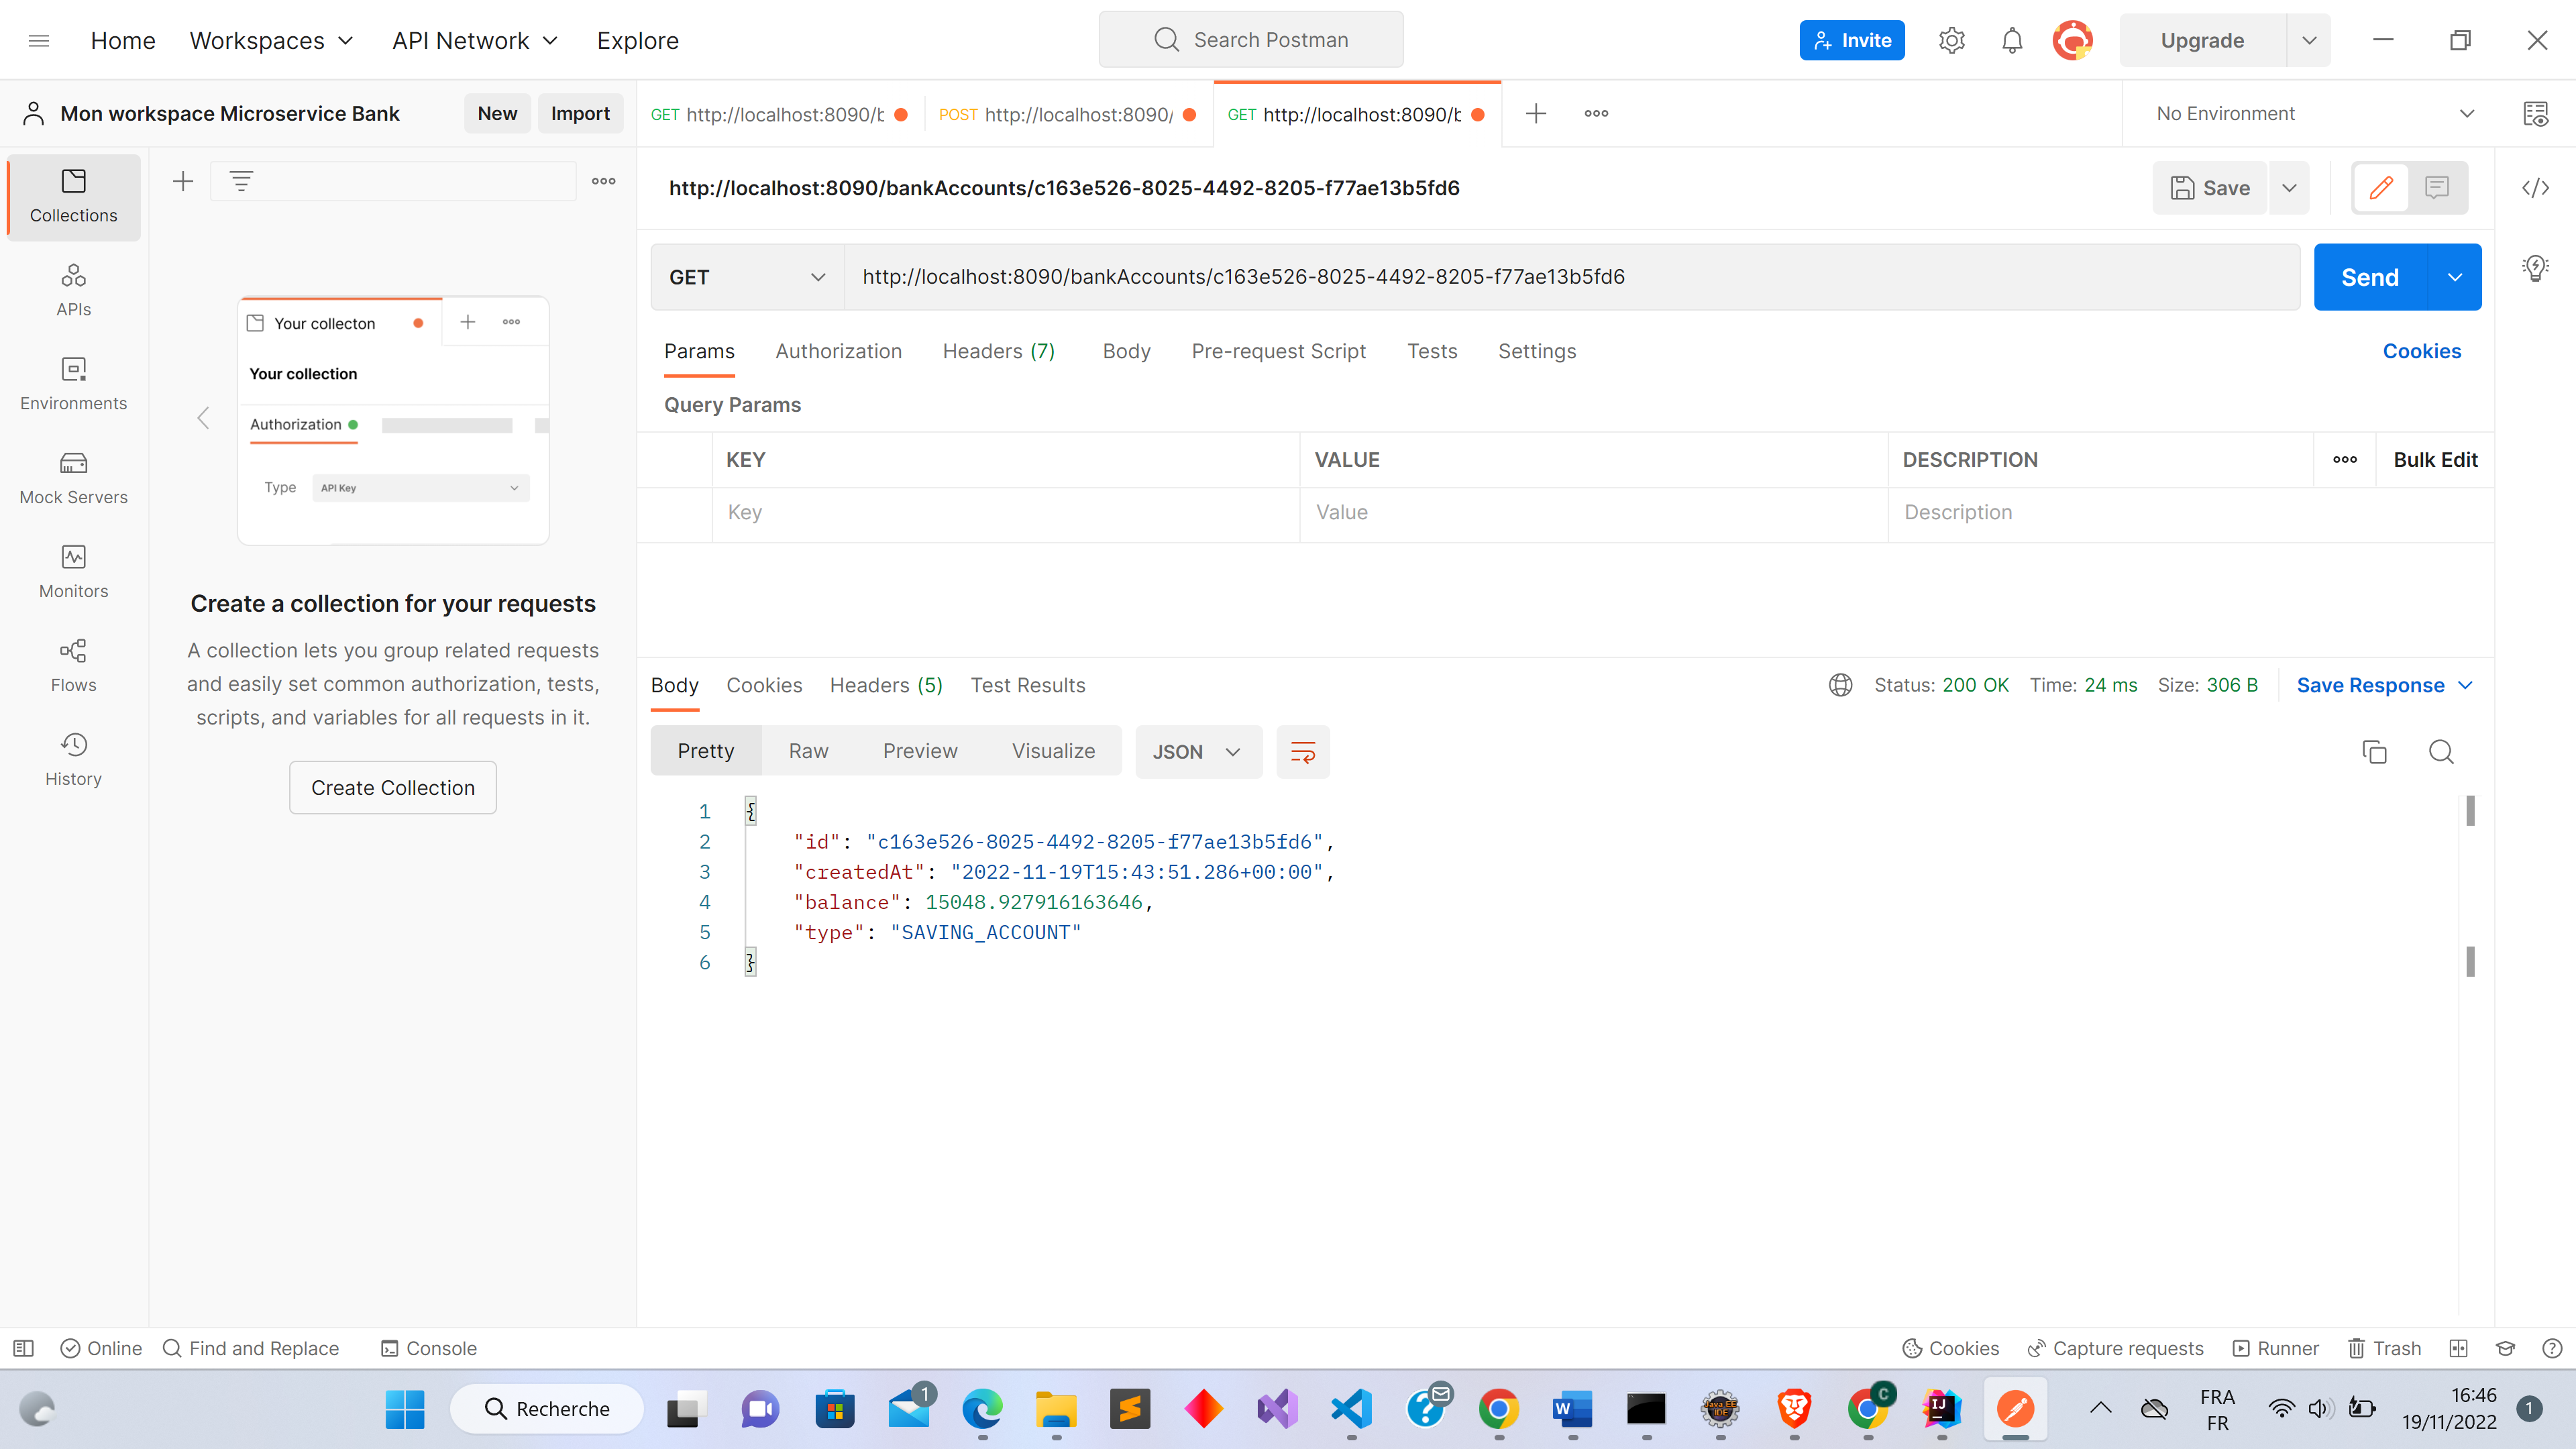 Home Workspaces API Network Explore Search Postman Invite Upgrade
Mon workspace Microservice Bank New Import GET http://localhost:8090/b POST http://localhost:8090/ GET http://localhost:8090/b No Environment
http://localhost:8090/bankAccounts/c163e526-8025-4492-8205-f77ae13b5fd6 Save
GET http://localhost:8090/bankAccounts/c163e526-8025-4492-8205-f77ae13b5fd6 Send
Params Authorization Headers (7) Body Pre-request Script Tests Settings Cookies
Query Params
KEY VALUE DESCRIPTION Bulk Edit
Key Value Description
Collections
APIs
Environments
Mock Servers
Monitors
Flows
History
Your collecton
Your collection
Authorization
Type API Key
Create a collection for your requests
A collection lets you group related requests
and easily set common authorization, tests,
scripts, and variables for all requests in it.
Create Collection
Body Cookies Headers (5) Test Results Status: 200 OK Time: 24 ms Size: 306 B Save Response
Pretty Raw Preview Visualize JSON
1 {
2 "id": "c163e526-8025-4492-8205-f77ae13b5fd6",
3 "createdAt": "2022-11-19T15:43:51.286+00:00",
4 "balance": 15048.927916163646,
5 "type": "SAVING_ACCOUNT"
6 }
Online Find and Replace Console Cookies Capture requests Runner Trash
Recherche 1 C FRA 16:46
FR 19/11/2022 1